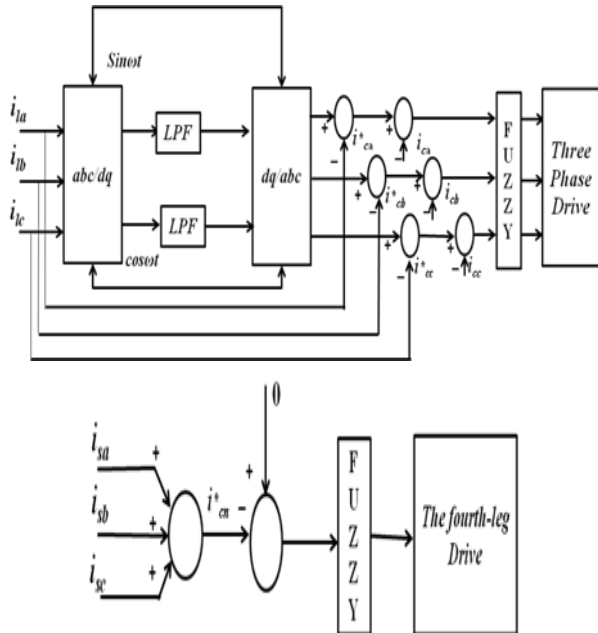 Sinωt
i_la
i_lb
i_lc
abc/dq
LPF
LPF
cosωt
dq/abc
+
-
i*_ca
+
-
i_ca
+
-
i*_cb
+
-
i_cb
+
-
i*_cc
+
-
i_cc
FUZZY
Three
Phase
Drive
0
i_sa
+
i_sb
+
i_sc
+
i*_cn
-
+
FUZZY
The fourth-leg
Drive